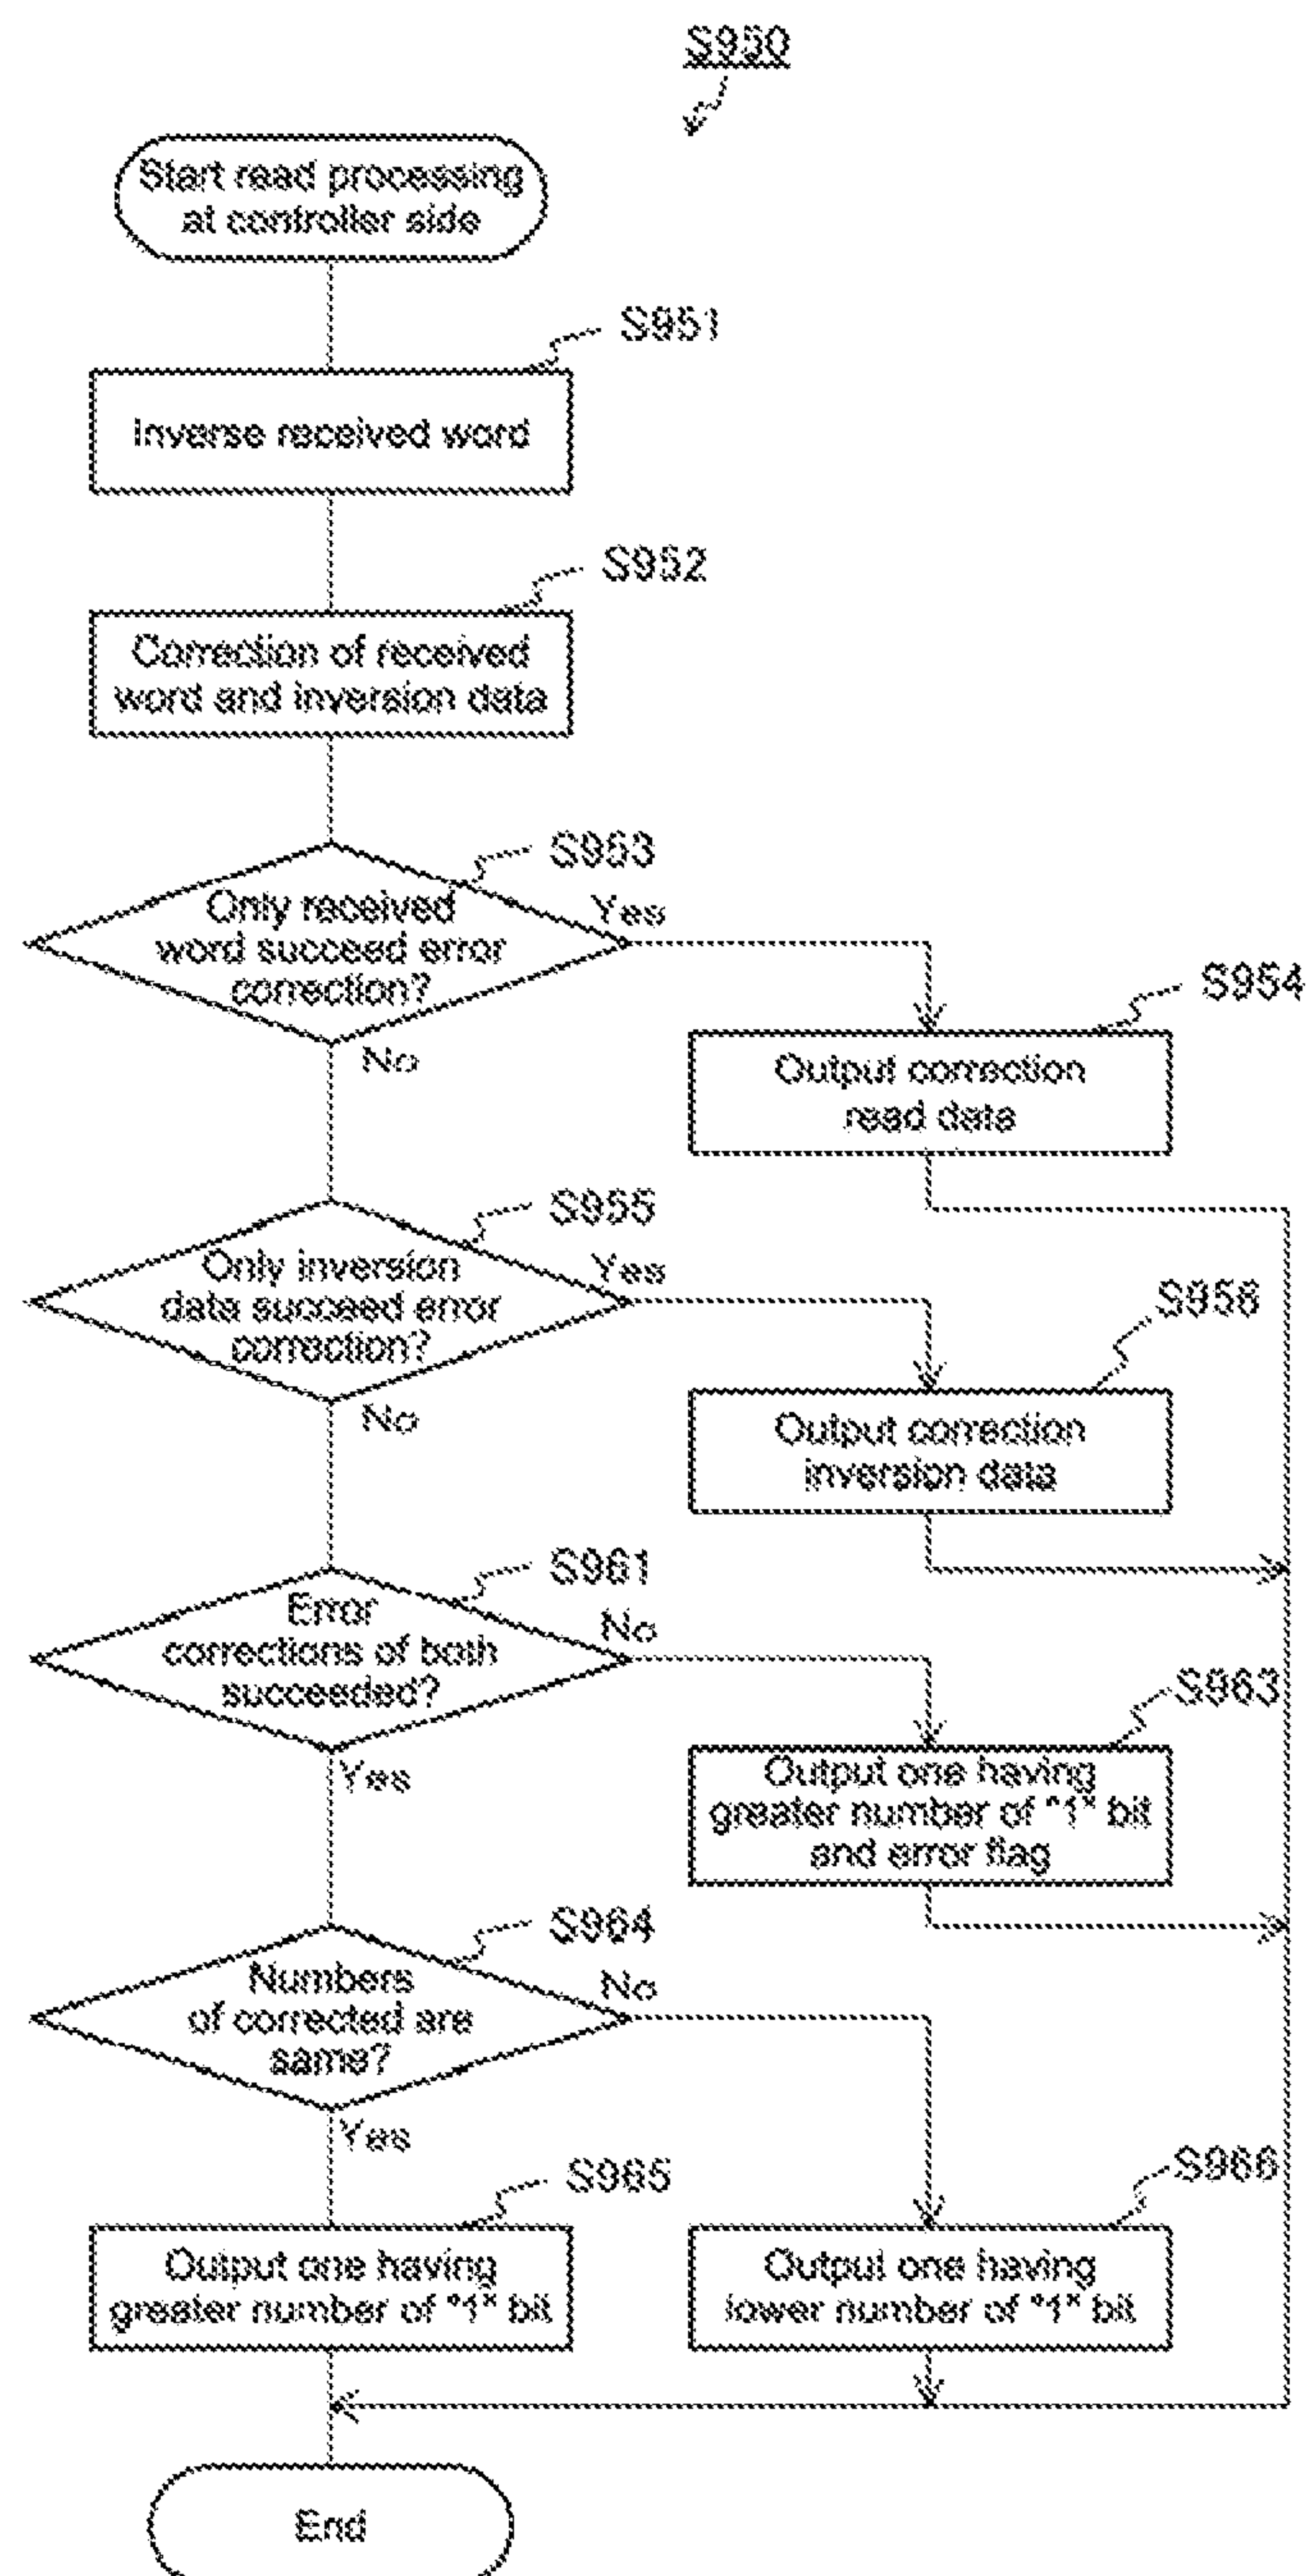 S950
Start read processing
at controller side
S951
Inverse received word
S952
Correction of received
word and inversion data
S953
Only received
word succeed error
correction?
Yes
No
S954
Output correction
read data
S955
Only inversion
data succeed error
correction?
Yes
No
S956
Output correction
inversion data
S961
Error
corrections of both
succeeded?
No
Yes
S963
Output one having
greater number of "1" bit
and error flag
S964
Numbers
of corrected are
same?
No
Yes
S965
Output one having
greater number of "1" bit
S966
Output one having
lower number of "1" bit
End